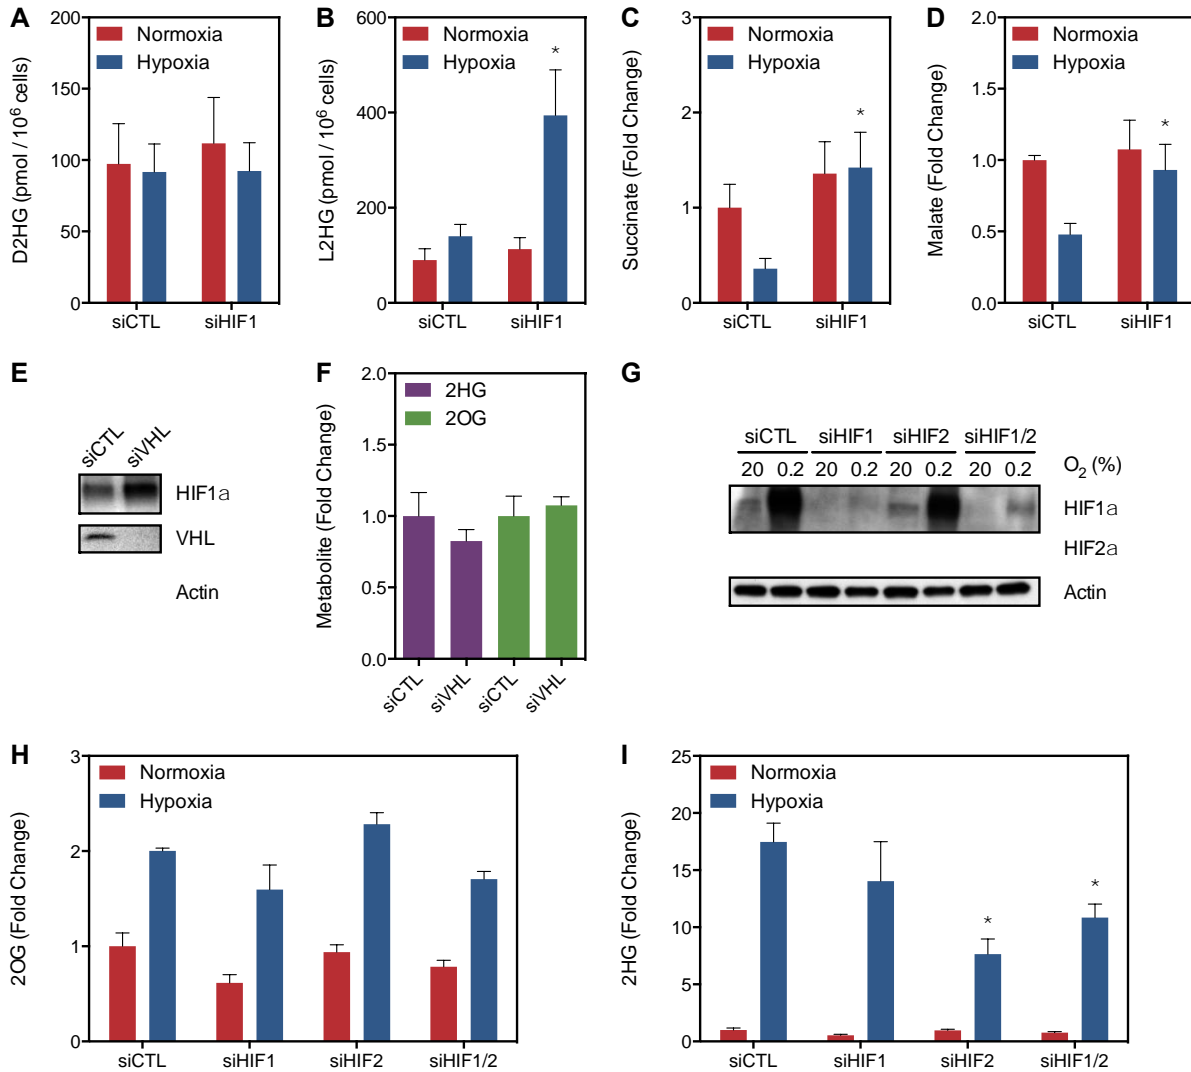 A
200
150
100
50
0
D2HG (pmol / 10⁶ cells)
Normoxia
Hypoxia
siCTL siHIF1
B
600
400
200
0
L2HG (pmol / 10⁶ cells)
Normoxia
Hypoxia
*
siCTL siHIF1
C
3
2
1
0
Succinate (Fold Change)
Normoxia
Hypoxia
*
siCTL siHIF1
D
2.0
1.5
1.0
0.5
0.0
Malate (Fold Change)
Normoxia
Hypoxia
*
siCTL siHIF1
E
siCTL siVHL
HIF1a
VHL
Actin
F
2.0
1.5
1.0
0.5
0.0
Metabolite (Fold Change)
2HG
2OG
siCTL siVHL siCTL siVHL
G
siCTL siHIF1 siHIF2 siHIF1/2
20 0.2 20 0.2 20 0.2 20 0.2 O₂ (%)
HIF1a
HIF2a
Actin
H
3
2
1
0
2OG (Fold Change)
Normoxia
Hypoxia
siCTL siHIF1 siHIF2 siHIF1/2
I
25
20
15
10
5
0
2HG (Fold Change)
Normoxia
Hypoxia
* *
siCTL siHIF1 siHIF2 siHIF1/2